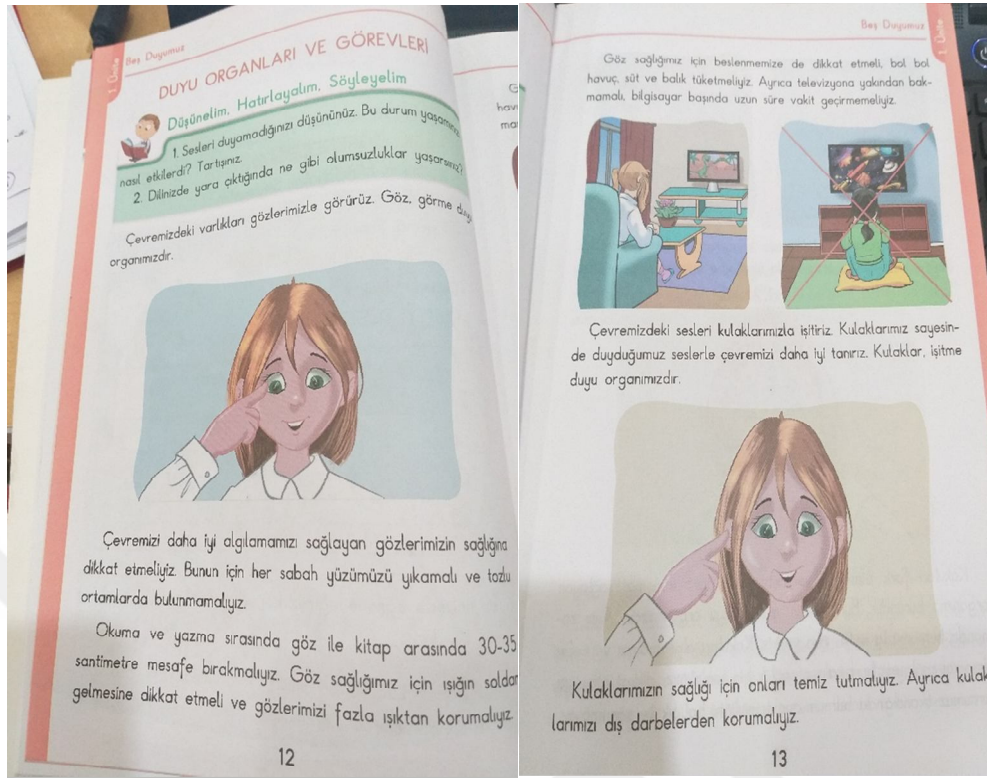 1. Ünite
Beş Duyumuz
DUYU ORGANLARI VE GÖREVLERİ
Düşünelim, Hatırlayalım, Söyleyelim
1. Sesleri duyamadığınızı düşününüz. Bu durum
nasıl etkilerdi? Tartışınız.
2. Dilinizde yara çıktığında ne gibi olumsuzluklar yaşarsınız?
Çevremizdeki varlıkları gözlerimizle görürüz. Göz, görme
organımızdır.
Çevremizi daha iyi algılamamızı sağlayan gözlerimizin sağlığına
dikkat etmeliyiz. Bunun için her sabah yüzümüzü yıkamalı ve tozlu
ortamlarda bulunmamalıyız.
Okuma ve yazma sırasında göz ile kitap arasında 30-35
santimetre mesafe bırakmalıyız. Göz sağlığımız için ışığın soldan
gelmesine dikkat etmeli ve gözlerimizi fazla ışıktan korumalıyız.
12
Beş Duyumuz
1. Ünite
Göz sağlığımız için beslenmemize de dikkat etmeli, bol bol
havuç, süt ve balık tüketmeliyiz. Ayrıca televizyona yakından bak-
mamalı, bilgisayar başında uzun süre vakit geçirmemeliyiz.
Çevremizdeki sesleri kulaklarımızla işitiriz. Kulaklarımız sayesin-
de duyduğumuz seslerle çevremizi daha iyi tanırız. Kulaklar, işitme
duyu organımızdır.
Kulaklarımızın sağlığı için onları temiz tutmalıyız. Ayrıca kulak
larımızı dış darbelerden korumalıyız.
13